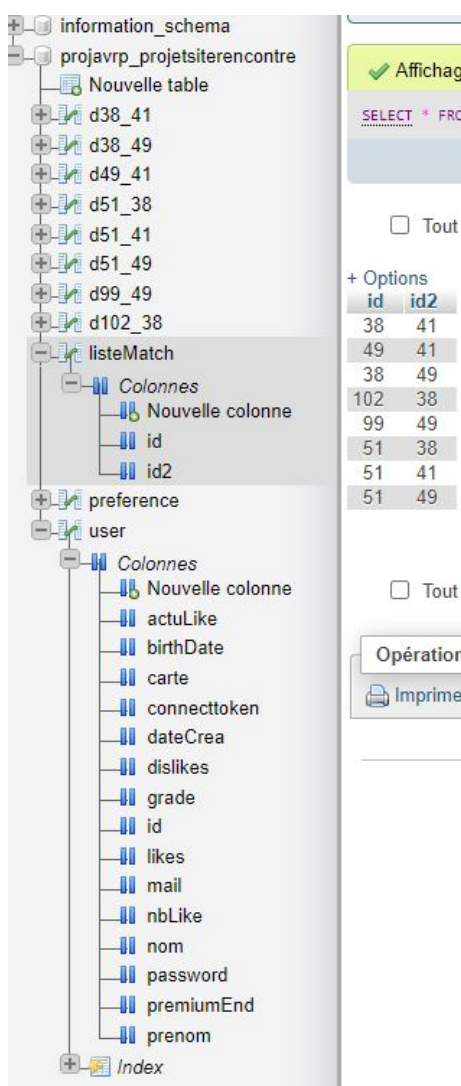 information_schema
projavrp_projetsiterencontre
Nouvelle table
d38_41
d38_49
d49_41
d51_38
d51_41
d51_49
d99_49
d102_38
listeMatch
Colonnes
Nouvelle colonne
id
id2
preference
user
Colonnes
Nouvelle colonne
actuLike
birthDate
carte
connecttoken
dateCrea
dislikes
grade
id
likes
mail
nbLike
nom
password
premiumEnd
prenom
Index
Affichag
SELECT * FRO
Tout
+ Options
id id2
38 41
49 41
38 49
102 38
99 49
51 38
51 41
51 49
Tout
Opération
Imprime